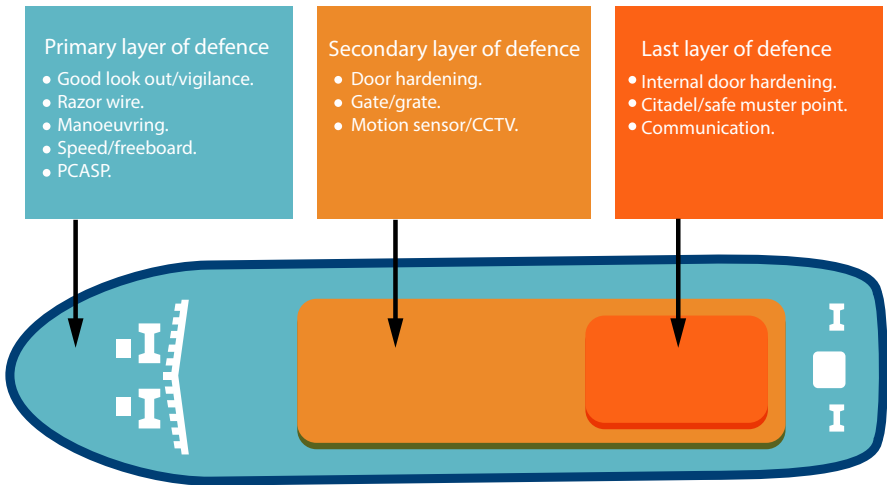 Primary layer of defence
• Good look out/vigilance.
• Razor wire.
• Manoeuvring.
• Speed/freeboard.
• PCASP.
Secondary layer of defence
• Door hardening.
• Gate/grate.
• Motion sensor/CCTV.
Last layer of defence
• Internal door hardening.
• Citadel/safe muster point.
• Communication.